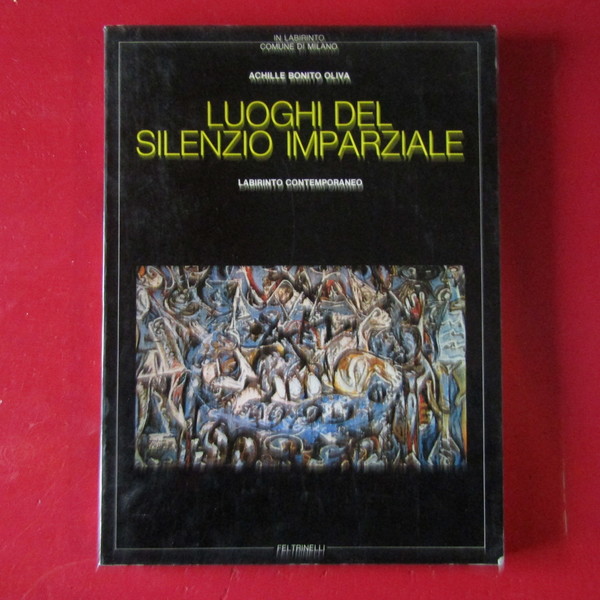 IN LABIRINTO
COMUNE DI MILANO
ACHILLE BONITO OLIVA
LUOGHI DEL
SILENZIO IMPARZIALE
LABIRINTO CONTEMPORANEO
FELTRINELLI